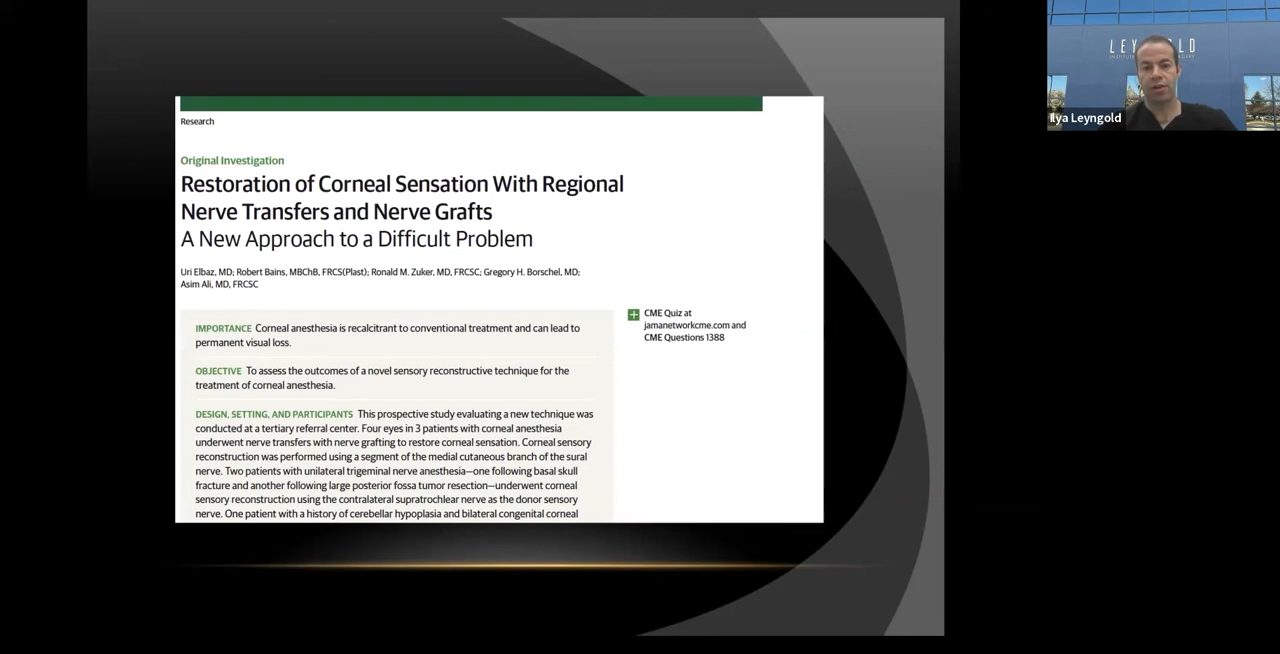 Research
Original Investigation
Restoration of Corneal Sensation With Regional
Nerve Transfers and Nerve Grafts
A New Approach to a Difficult Problem
Uri Elbaz, MD; Robert Bains, MBChB, FRCS(Plast); Ronald M. Zuker, MD, FRCSC; Gregory H. Borschel, MD;
Asim Ali, MD, FRCSC
IMPORTANCE Corneal anesthesia is recalcitrant to conventional treatment and can lead to
permanent visual loss.
OBJECTIVE To assess the outcomes of a novel sensory reconstructive technique for the
treatment of corneal anesthesia.
DESIGN, SETTING, AND PARTICIPANTS This prospective study evaluating a new technique was
conducted at a tertiary referral center. Four eyes in 3 patients with corneal anesthesia
underwent nerve transfers with nerve grafting to restore corneal sensation. Corneal sensory
reconstruction was performed using a segment of the medial cutaneous branch of the sural
nerve. Two patients with unilateral trigeminal nerve anesthesia—one following basal skull
fracture and another following large posterior fossa tumor resection—underwent corneal
sensory reconstruction using the contralateral supratrochlear nerve as the donor sensory
nerve. One patient with a history of cerebellar hypoplasia and bilateral congenital corneal
CME Quiz at
jamanetworkcme.com and
CME Questions 1388
Ilya Leyngold